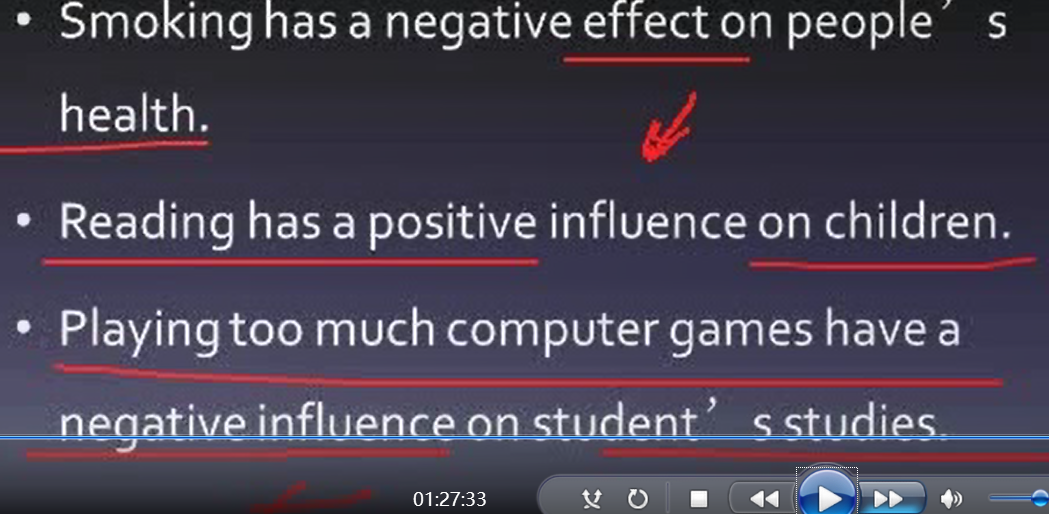 • Smoking has a negative effect on people’s
health.
• Reading has a positive influence on children.
• Playing too much computer games have a
negative influence on student’s studies.
01:27:33